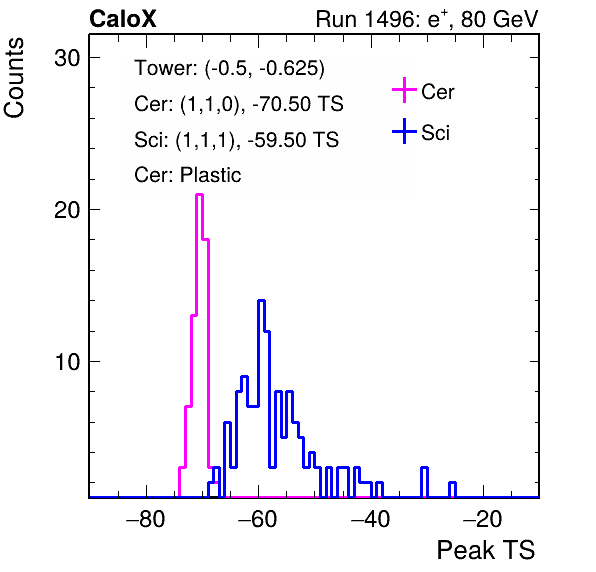 CaloX Run 1496: e⁺, 80 GeV
Counts
30
20
10
Tower: (-0.5, -0.625)
Cer: (1,1,0), -70.50 TS
Sci: (1,1,1), -59.50 TS
Cer: Plastic
Cer
Sci
−80 −60 −40 −20
Peak TS